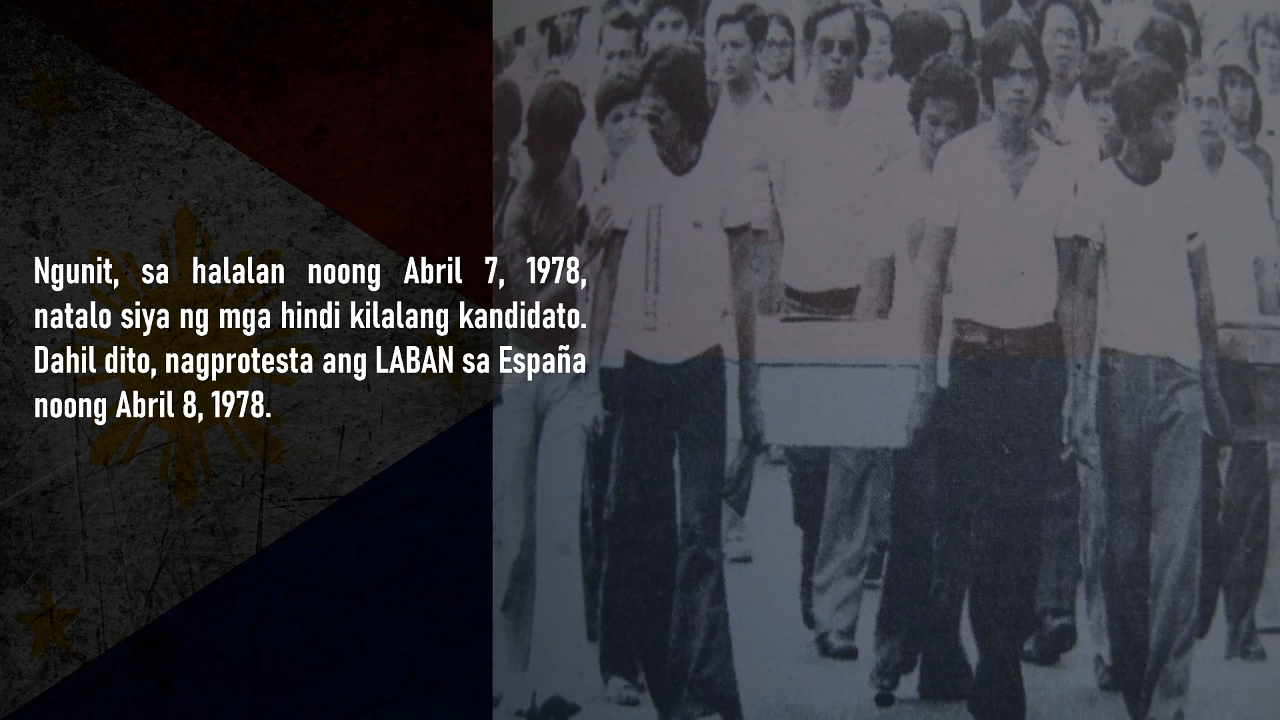 Ngunit, sa halalan noong Abril 7, 1978,
natalo siya ng mga hindi kilalang kandidato.
Dahil dito, nagprotesta ang LABAN sa España
noong Abril 8, 1978.